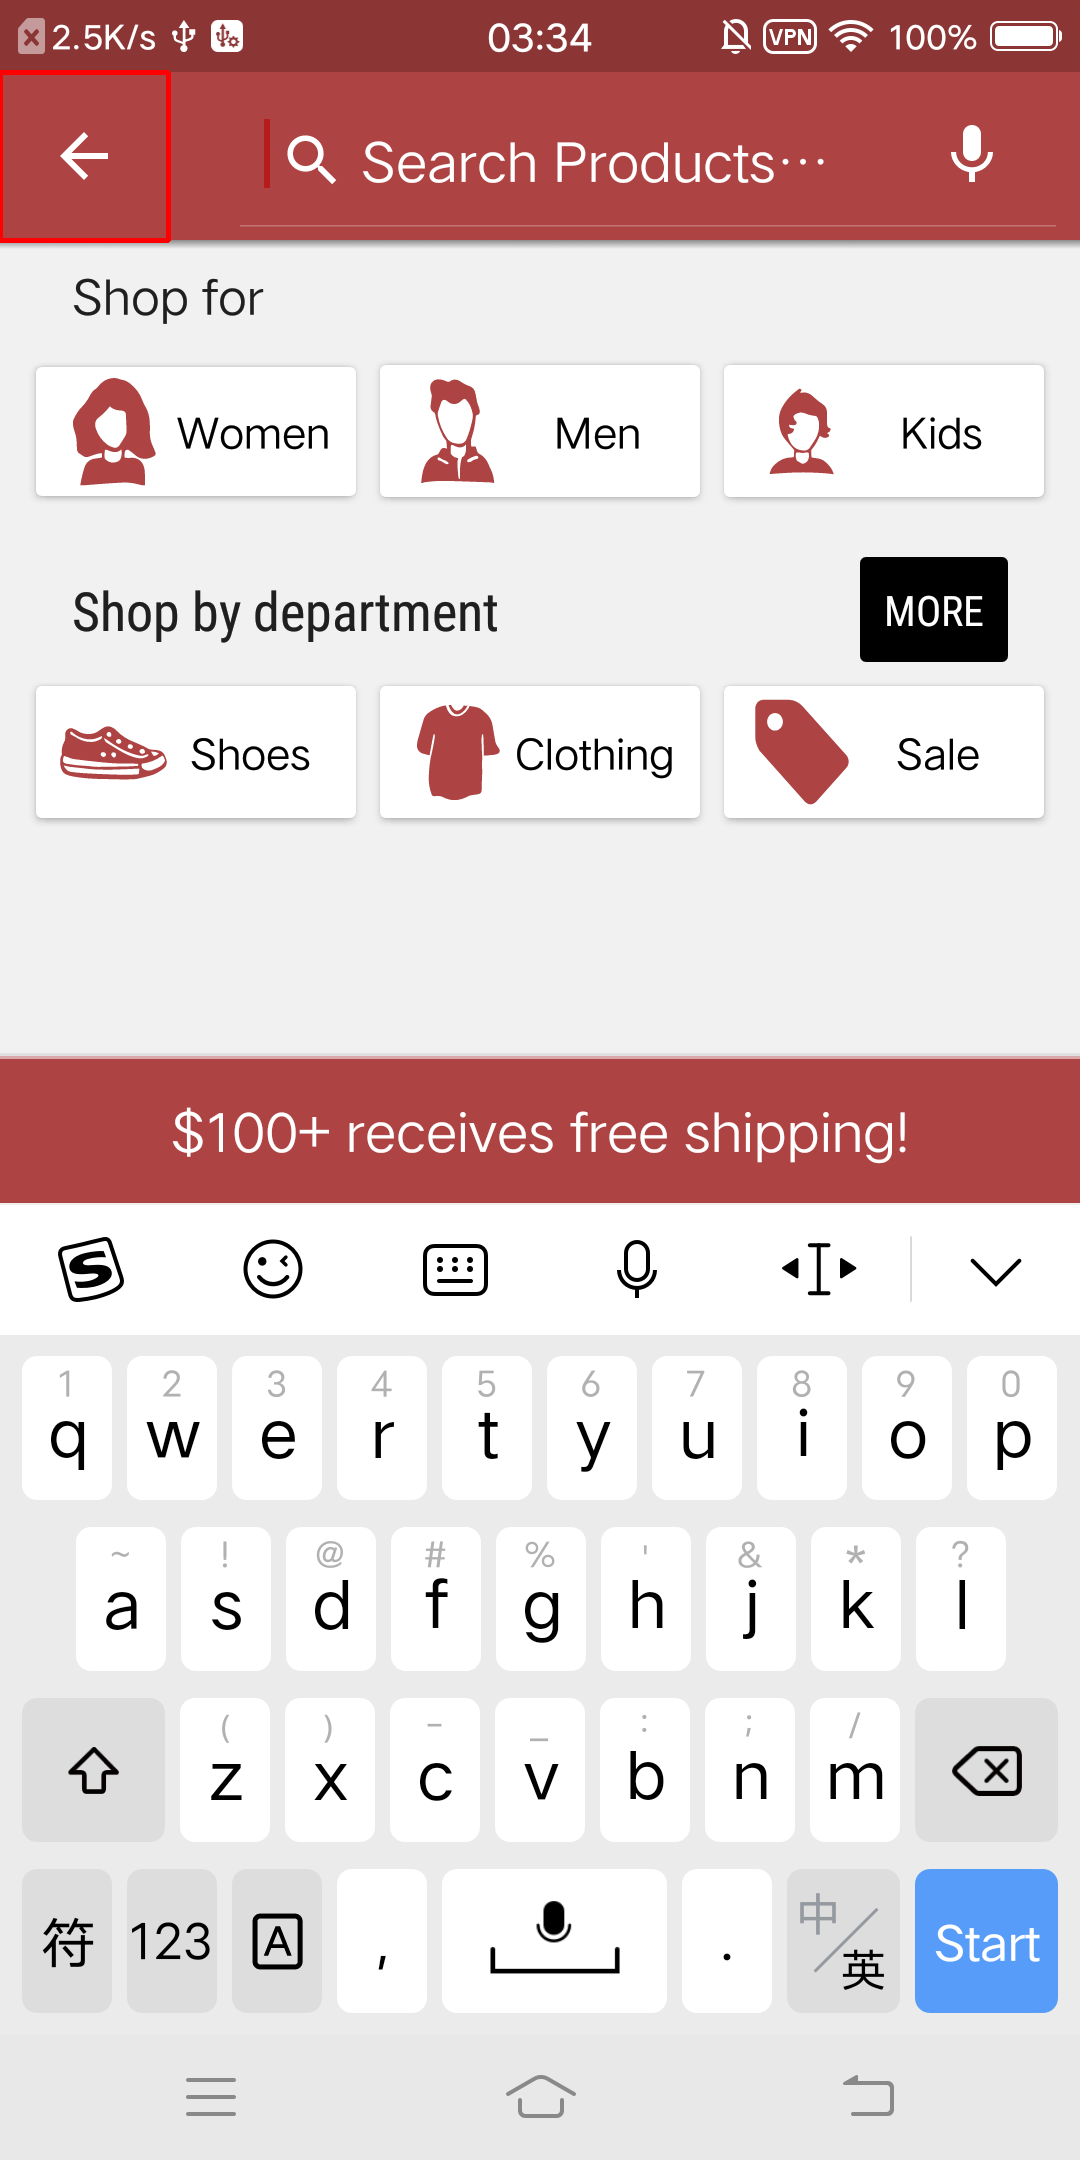 2.5K/s 03:34 VPN 100%
Search Products···
Shop for
Women Men Kids
Shop by department MORE
Shoes Clothing Sale
$100+ receives free shipping!
1 2 3 4 5 6 7 8 9 0
q w e r t y u i o p
~ ! @ # % ' & * ?
a s d f g h j k l
( ) - _ : ; /
z x c v b n m
符 123 A , . 中/英 Start